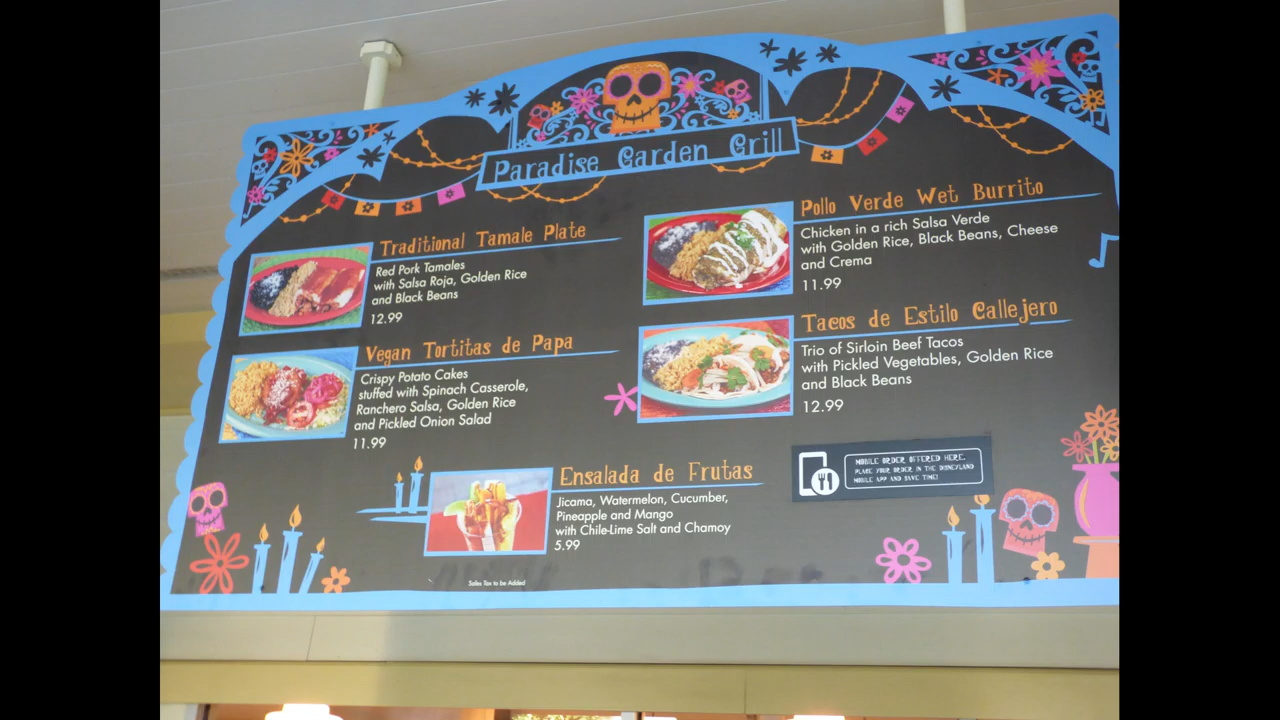 Paradise Garden Grill
Traditional Tamale Plate
Red Pork Tamales
with Salsa Roja, Golden Rice
and Black Beans
12.99
Vegan Tortitas de Papa
Crispy Potato Cakes
stuffed with Spinach Casserole,
Ranchero Salsa, Golden Rice
and Pickled Onion Salad
11.99
Pollo Verde Wet Burrito
Chicken in a rich Salsa Verde
with Golden Rice, Black Beans, Cheese
and Crema
11.99
Tacos de Estilo Callejero
Trio of Sirloin Beef Tacos
with Pickled Vegetables, Golden Rice
and Black Beans
12.99
Ensalada de Frutas
Jicama, Watermelon, Cucumber,
Pineapple and Mango
with Chile-Lime Salt and Chamoy
5.99
MOBILE ORDER OFFERED HERE.
PLACE YOUR ORDER IN THE DISNEYLAND
MOBILE APP AND SAVE TIME!
Sales Tax to be Added